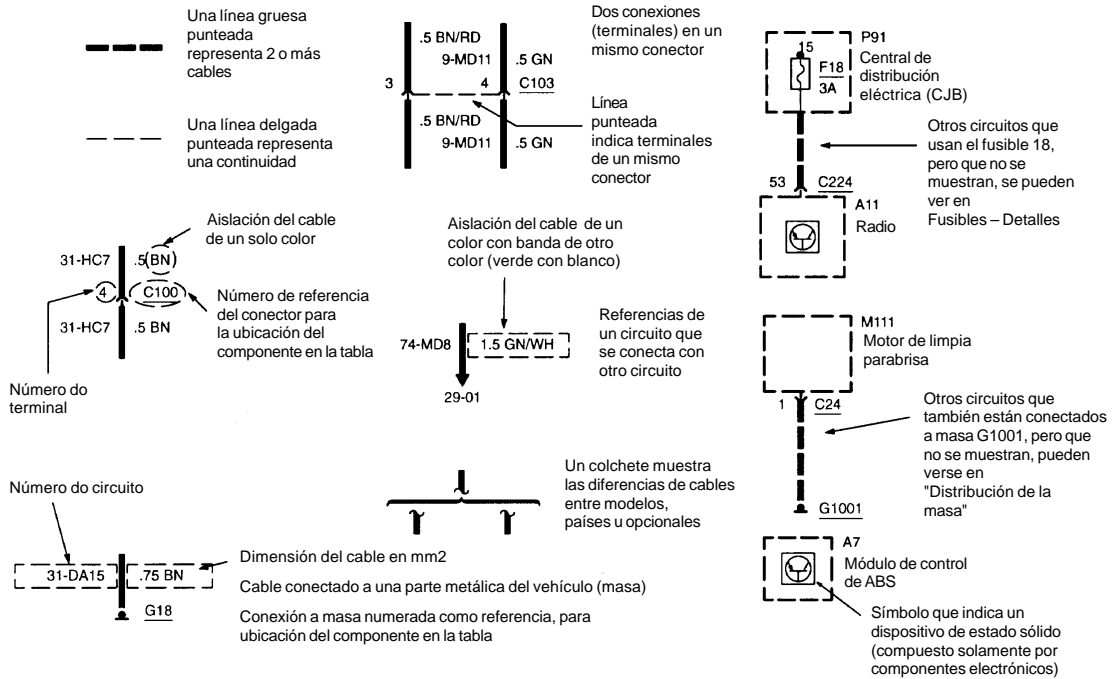 Una línea gruesa
punteada
representa 2 o más
cables
Una línea delgada
punteada representa
una continuidad
.5 BN/RD
9-MD11
.5 GN
3
4
C103
.5 BN/RD
9-MD11
.5 GN
Dos conexiones
(terminales) en un
mismo conector
Línea
punteada
indica terminales
de un mismo
conector
P91
15
F18
3A
Central de
distribución
eléctrica (CJB)
Otros circuitos que
usan el fusible 18,
pero que no se
muestran, se pueden
ver en
Fusibles – Detalles
53
C224
A11
Radio
Aislación del cable
de un solo color
31-HC7
.5 (BN)
4
C100
31-HC7
.5 BN
Número de referencia
del conector para
la ubicación del
componente en la tabla
Número do
terminal
Aislación del cable de un
color con banda de otro
color (verde con blanco)
74-MD8
1.5 GN/WH
29-01
Referencias de
un circuito que
se conecta con
otro circuito
M111
Motor de limpia
parabrisa
1
C24
Otros circuitos que
también están conectados
a masa G1001, pero que
no se muestran, pueden
verse en
"Distribución de la
masa"
G1001
Un colchete muestra
las diferencias de cables
entre modelos,
países u opcionales
Número do circuito
31-DA15
.75 BN
G18
Dimensión del cable en mm2
Cable conectado a una parte metálica del vehículo (masa)
Conexión a masa numerada como referencia, para
ubicación del componente en la tabla
A7
Módulo de control
de ABS
Símbolo que indica un
dispositivo de estado sólido
(compuesto solamente por
componentes electrónicos)